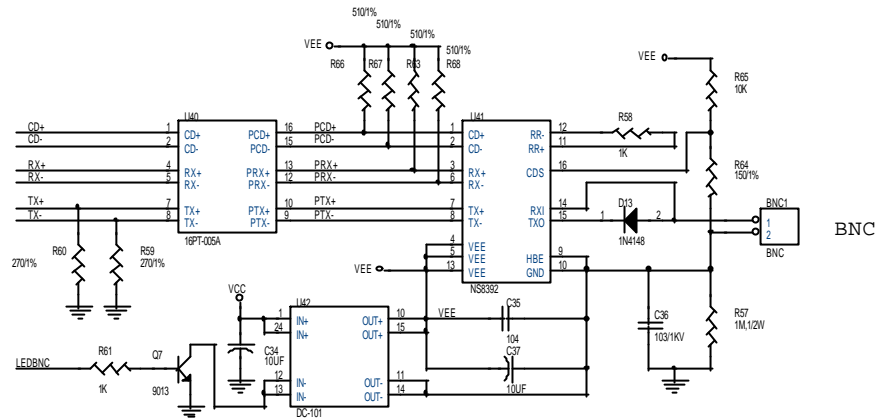 510/1%
510/1%
510/1%
510/1%
VEE
R66
R67
R63
R68
VEE
R65
10K
U40
U41
CD+
CD-
1
2
CD+
CD-
PCD+
PCD-
16
15
PCD+
PCD-
1
2
CD+
CD-
RR-
RR+
12
11
R58
1K
RX+
RX-
4
5
RX+
RX-
PRX+
PRX-
13
12
PRX+
PRX-
3
6
RX+
RX-
CDS
16
R64
150/1%
TX+
TX-
7
8
TX+
TX-
PTX+
PTX-
10
9
PTX+
PTX-
7
8
TX+
TX-
RXI
TXO
14
15
D13
1
2
1N4148
BNC1
1
2
BNC
BNC
16PT-005A
R60
270/1%
R59
270/1%
VEE
4
5
13
VEE
VEE
VEE
HBE
GND
9
10
NS8392
VCC
U42
1
24
IN+
IN+
OUT+
OUT+
10
15
VEE
C35
104
C36
103/1KV
R57
1M,1/2W
C34
10UF
C37
10UF
LEDBNC
R61
1K
Q7
9013
12
13
IN-
IN-
OUT-
OUT-
11
14
DC-101